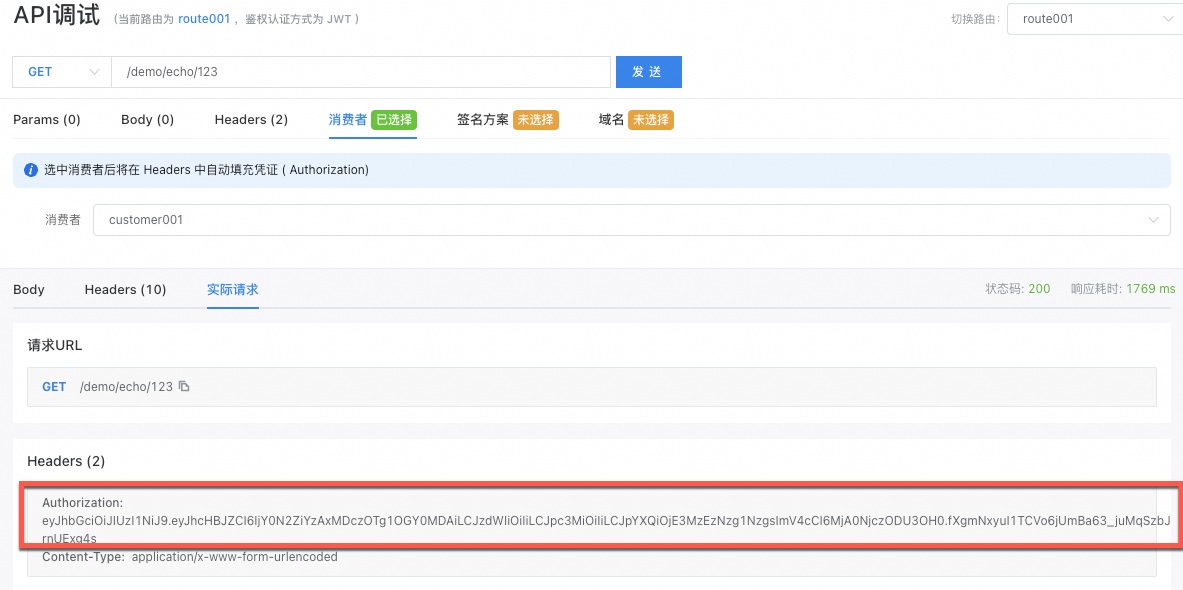 API调试 (当前路由为 route001 ，鉴权认证方式为 JWT )
切换路由: route001
GET /demo/echo/123 发 送
Params (0) Body (0) Headers (2) 消费者 已选择 签名方案 未选择 域名 未选择
选中消费者后将在 Headers 中自动填充凭证 ( Authorization)
消费者 customer001
Body Headers (10) 实际请求 状态码: 200 响应耗时: 1769 ms
请求URL
GET /demo/echo/123
Headers (2)
Authorization:
eyJhbGciOiJIUzI1NiJ9.eyJhcHBJZCI6IjY0N2ZiYzAxMDczOTg1OGY0MDAiLCJzdWIiOiIiLCJpc3MiOiIiLCJpYXQiOjE3MzEzNzg1NzgsImV4cCI6MjA0NjczODU3OH0.fXgmNxyuI1TCVo6jUmBa63_juMqSzbJ
rnUExq4s
Content-Type: application/x-www-form-urlencoded